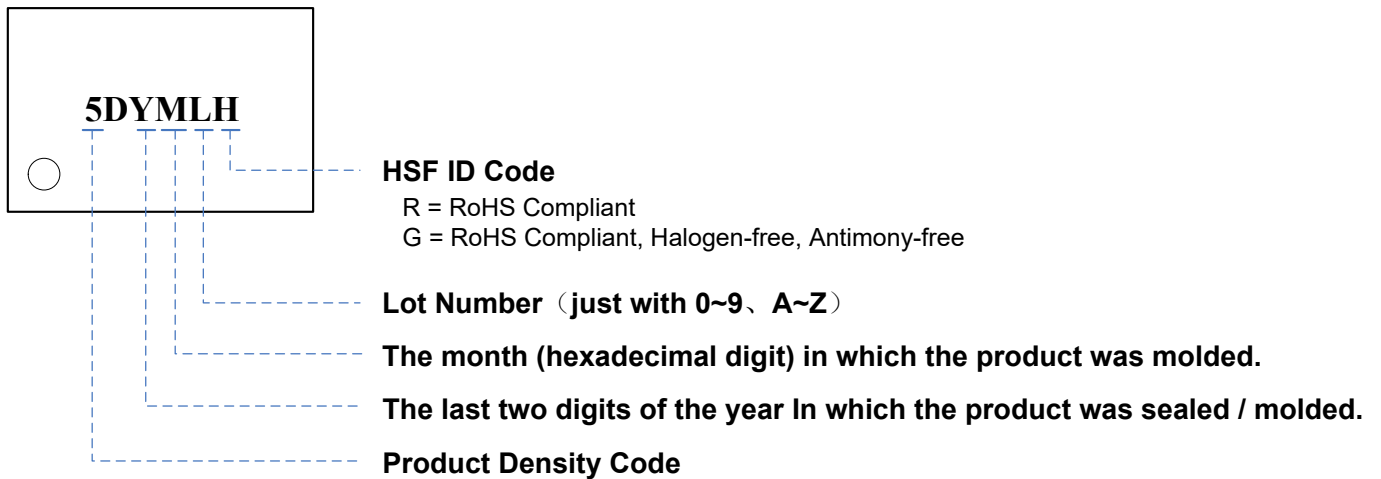 5DYMLH
HSF ID Code
R = RoHS Compliant
G = RoHS Compliant, Halogen-free, Antimony-free
Lot Number（just with 0~9、A~Z）
The month (hexadecimal digit) in which the product was molded.
The last two digits of the year In which the product was sealed / molded.
Product Density Code